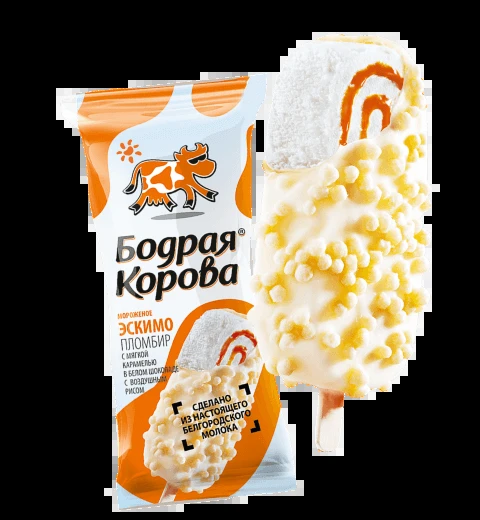 Бодрая®
Корова
МОРОЖЕНОЕ
ЭСКИМО
ПЛОМБИР
С МЯГКОЙ
КАРАМЕЛЬЮ
В БЕЛОМ ШОКОЛАДЕ
С ВОЗДУШНЫМ
РИСОМ
СДЕЛАНО
ИЗ НАСТОЯЩЕГО
БЕЛГОРОДСКОГО
МОЛОКА